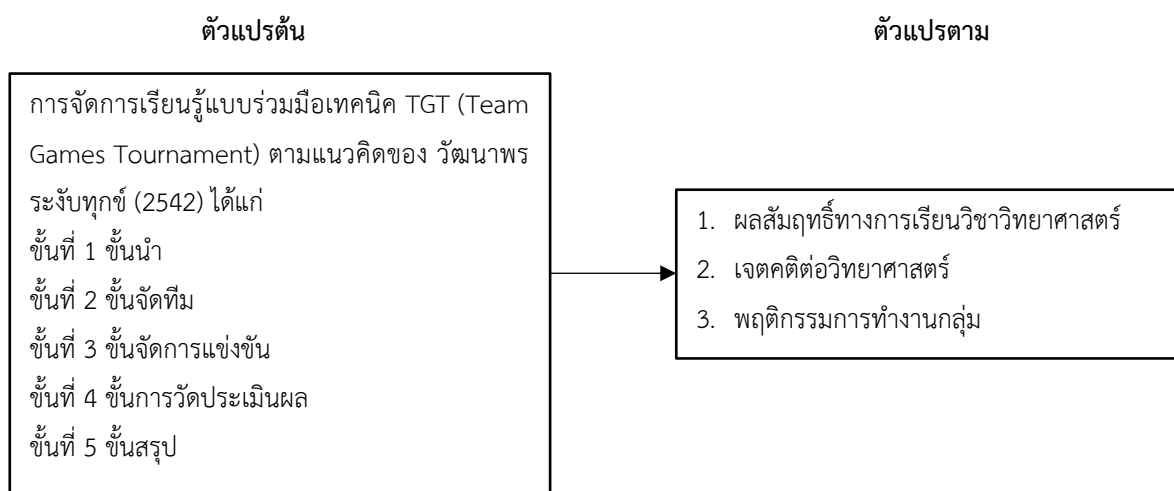 ตัวแปรต้น
ตัวแปรตาม
การจัดการเรียนรู้แบบร่วมมือเทคนิค TGT (Team
Games Tournament) ตามแนวคิดของ วัฒนาพร
ระงับทุกข์ (2542) ได้แก่
ขั้นที่ 1 ขั้นนำ
ขั้นที่ 2 ขั้นจัดทีม
ขั้นที่ 3 ขั้นจัดการแข่งขัน
ขั้นที่ 4 ขั้นการวัดประเมินผล
ขั้นที่ 5 ขั้นสรุป
1. ผลสัมฤทธิ์ทางการเรียนวิชาวิทยาศาสตร์
2. เจตคติต่อวิทยาศาสตร์
3. พฤติกรรมการทำงานกลุ่ม